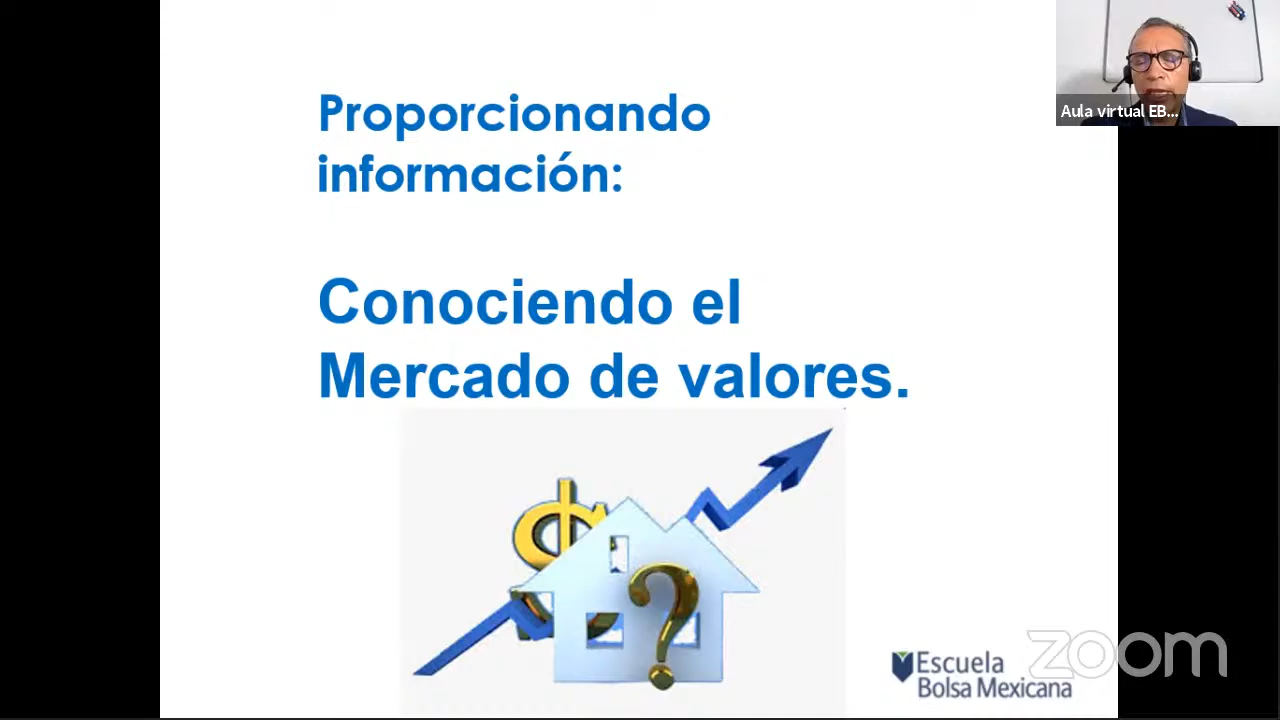 Proporcionando
información:
Conociendo el
Mercado de valores.
Aula virtual EB...
Escuela
Bolsa Mexicana
zoom